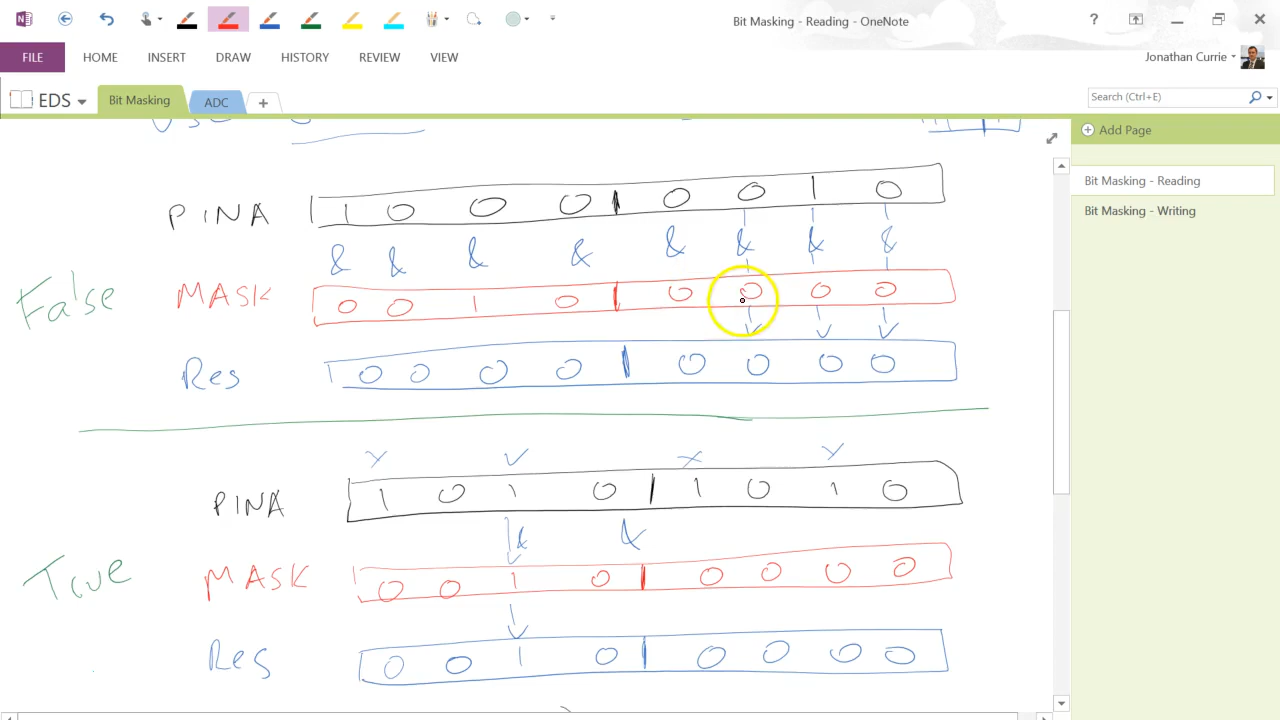 Bit Masking - Reading - OneNote
?
FILE HOME INSERT DRAW HISTORY REVIEW VIEW
Jonathan Currie
EDS Bit Masking ADC +
Search (Ctrl+E)
Add Page
Bit Masking - Reading
Bit Masking - Writing
PINA 1 0 0 0 | 0 0 1 0
& & & & & & & &
False MASK 0 0 1 0 | 0 0 0 0
Res 0 0 0 0 | 0 0 0 0
x ✓ x x
PINA 1 0 1 0 | 1 0 1 0
& &
True MASK 0 0 1 0 | 0 0 0 0
Res 0 0 1 0 | 0 0 0 0